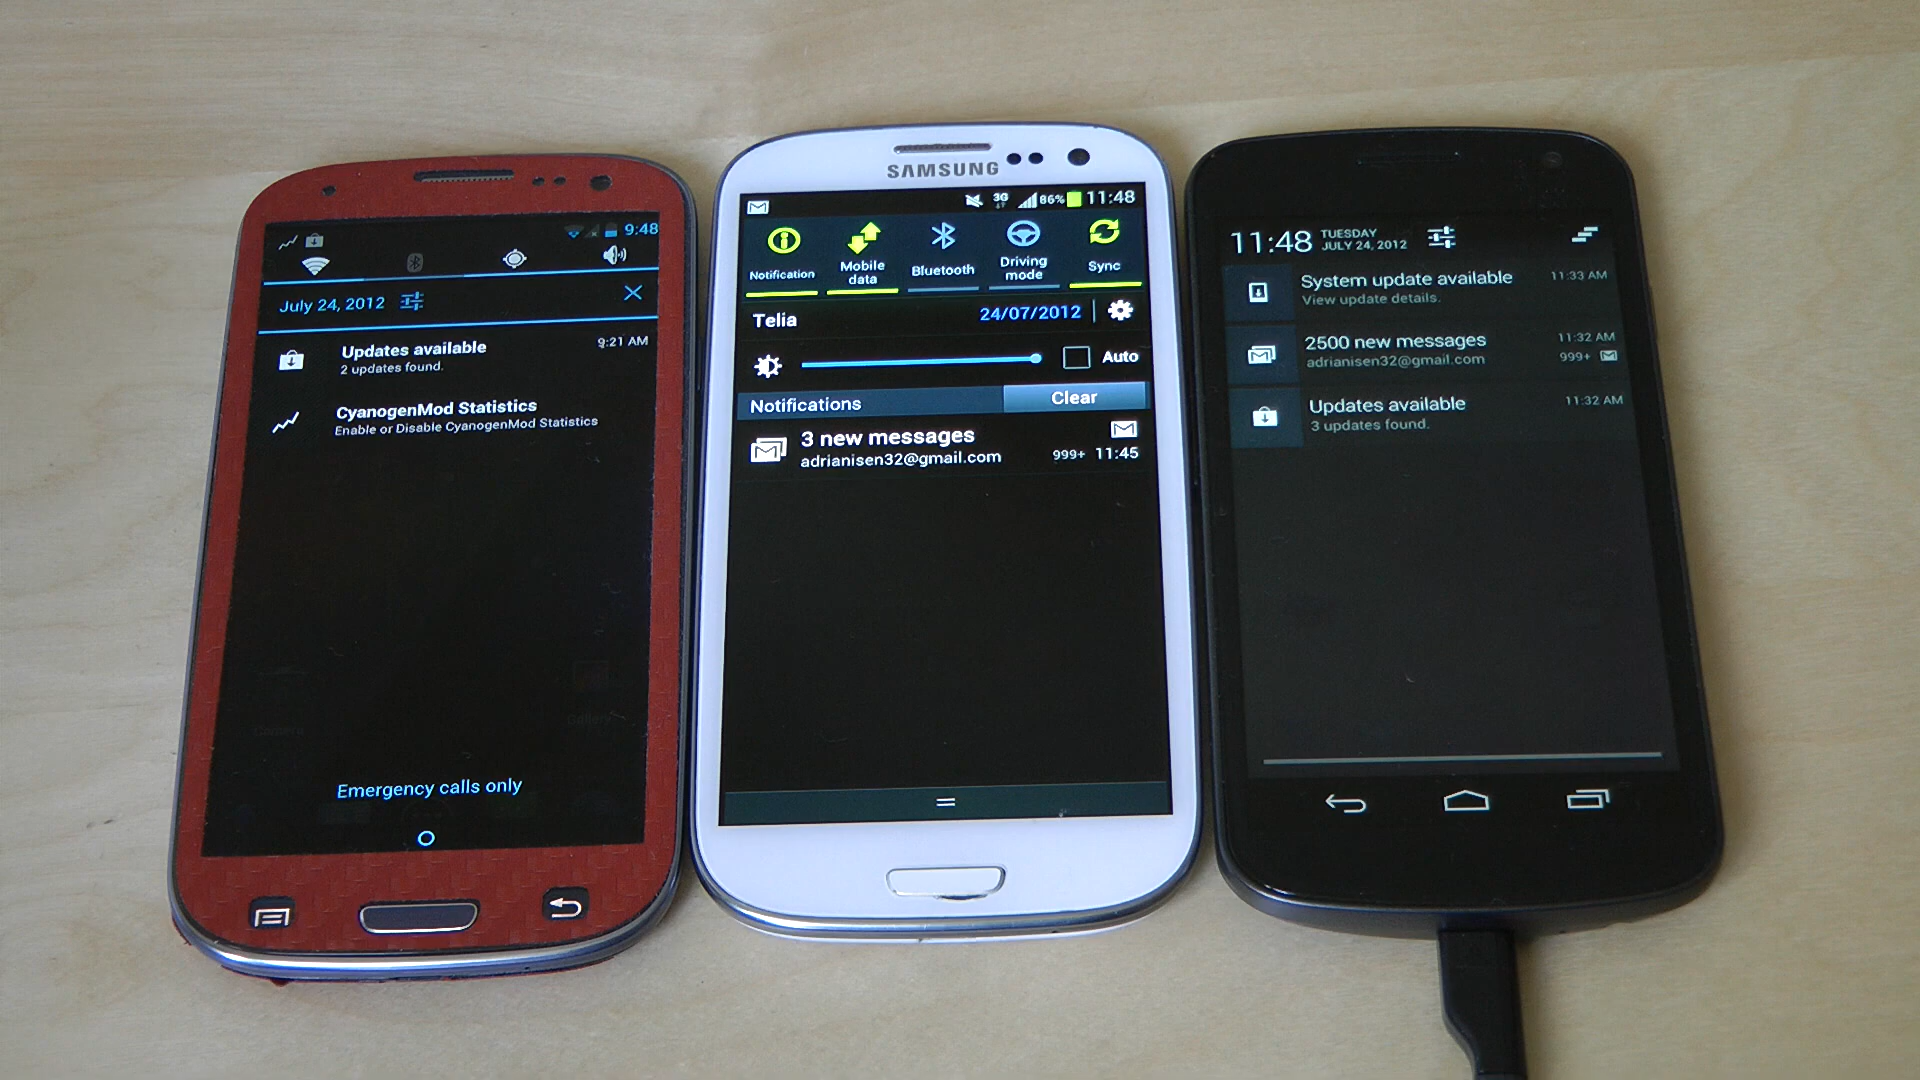 9:48
July 24, 2012
Updates available
9:21 AM
2 updates found.
CyanogenMod Statistics
Enable or Disable CyanogenMod Statistics
Emergency calls only
SAMSUNG
3G 86% 11:48
Notification
Mobile data
Bluetooth
Driving mode
Sync
Telia 24/07/2012
Auto
Notifications Clear
3 new messages
adrianisen32@gmail.com 999+ 11:45
11:48 TUESDAY
JULY 24, 2012
System update available 11:33 AM
View update details.
2500 new messages 11:32 AM
adrianisen32@gmail.com 999+
Updates available 11:32 AM
3 updates found.